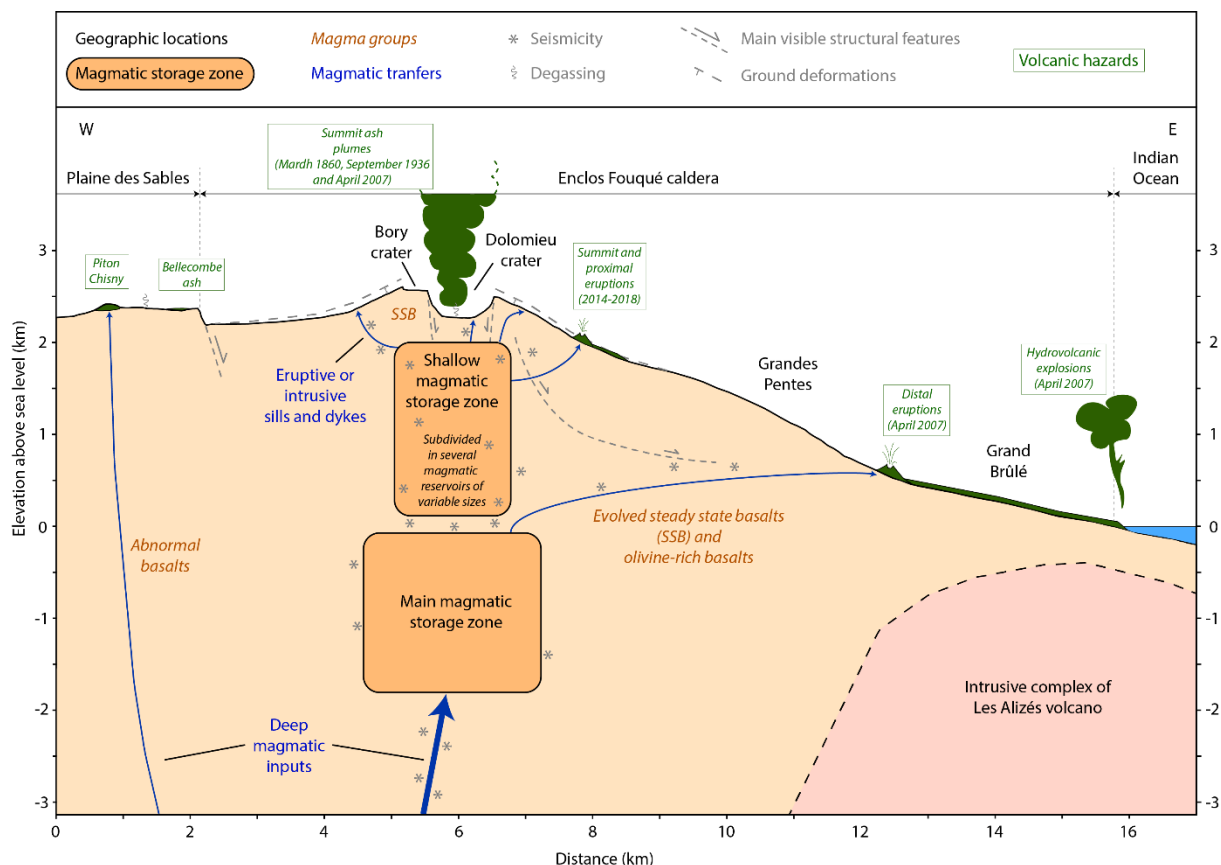 Geographic locations
Magma groups
Seismicity
Main visible structural features
Magmatic storage zone
Magmatic tranfers
Degassing
Ground deformations
Volcanic hazards
W
E
Summit ash
plumes
(Mardh 1860, September 1936
and April 2007)
Plaine des Sables
Enclos Fouqué caldera
Indian
Ocean
Piton
Chisny
Bellecombe
ash
Bory
crater
Dolomieu
crater
Summit and
proximal
eruptions
(2014-2018)
SSB
Eruptive or
intrusive
sills and dykes
Shallow
magmatic
storage zone
Subdivided
in several
magmatic
reservoirs of
variable sizes
Grandes
Pentes
Hydrovolcanic
explosions
(April 2007)
Distal
eruptions
(April 2007)
Grand
Brûlé
Abnormal
basalts
Evolved steady state basalts
(SSB) and
olivine-rich basalts
Main magmatic
storage zone
Deep
magmatic
inputs
Intrusive complex of
Les Alizés volcano
Elevation above sea level (km)
3
2
1
0
-1
-2
-3
Elevation above sea level (km)
3
2
1
0
-1
-2
-3
0 2 4 6 8 10 12 14 16
Distance (km)